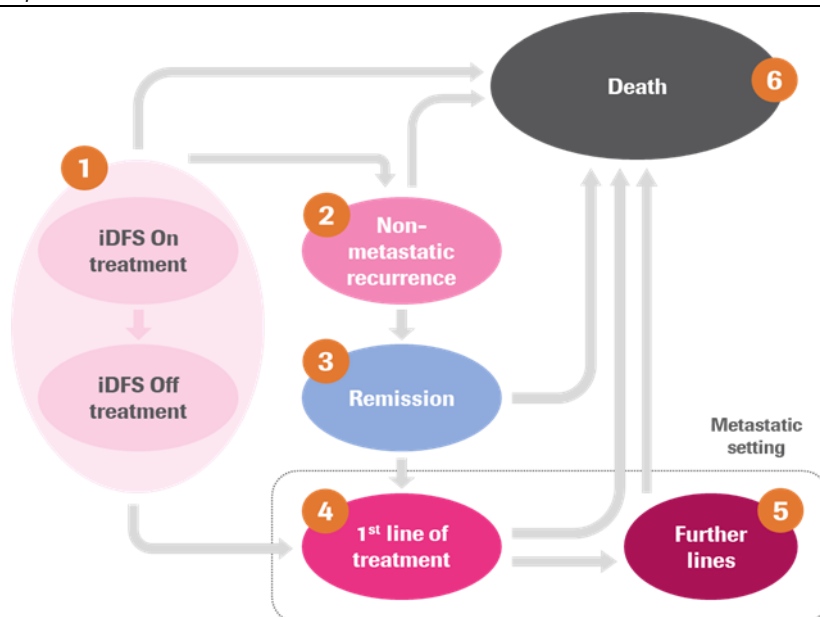 Death
6
1
iDFS On
treatment
2
Non-
metastatic
recurrence
iDFS Off
treatment
3
Remission
Metastatic
setting
4
1st line of
treatment
5
Further
lines